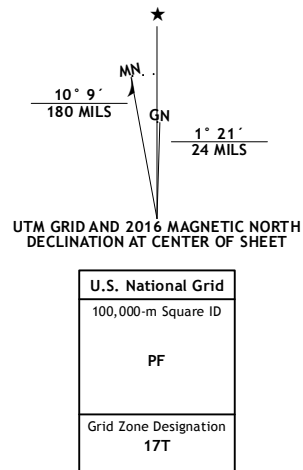 ★
MN
GN
10° 9´
180 MILS
1° 21´
24 MILS
UTM GRID AND 2016 MAGNETIC NORTH
DECLINATION AT CENTER OF SHEET
U.S. National Grid
100,000-m Square ID
PF
Grid Zone Designation
17T